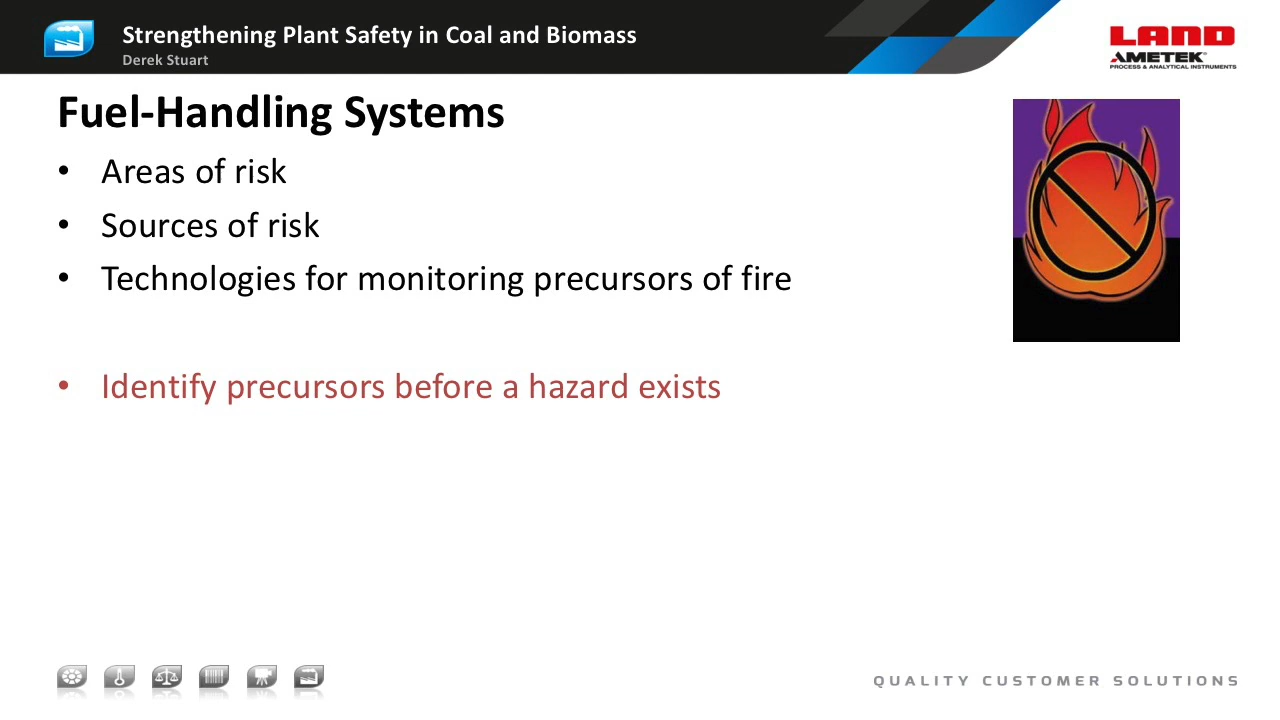 Strengthening Plant Safety in Coal and Biomass
Derek Stuart
LAND
AMETEK
PROCESS & ANALYTICAL INSTRUMENTS
Fuel-Handling Systems
• Areas of risk
• Sources of risk
• Technologies for monitoring precursors of fire
• Identify precursors before a hazard exists
QUALITY CUSTOMER SOLUTIONS